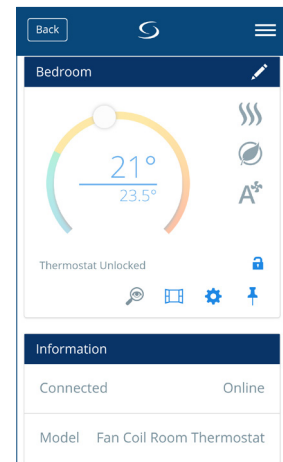 Back
Bedroom
21°
23.5°
A
Thermostat Unlocked
Information
Connected Online
Model Fan Coil Room Thermostat